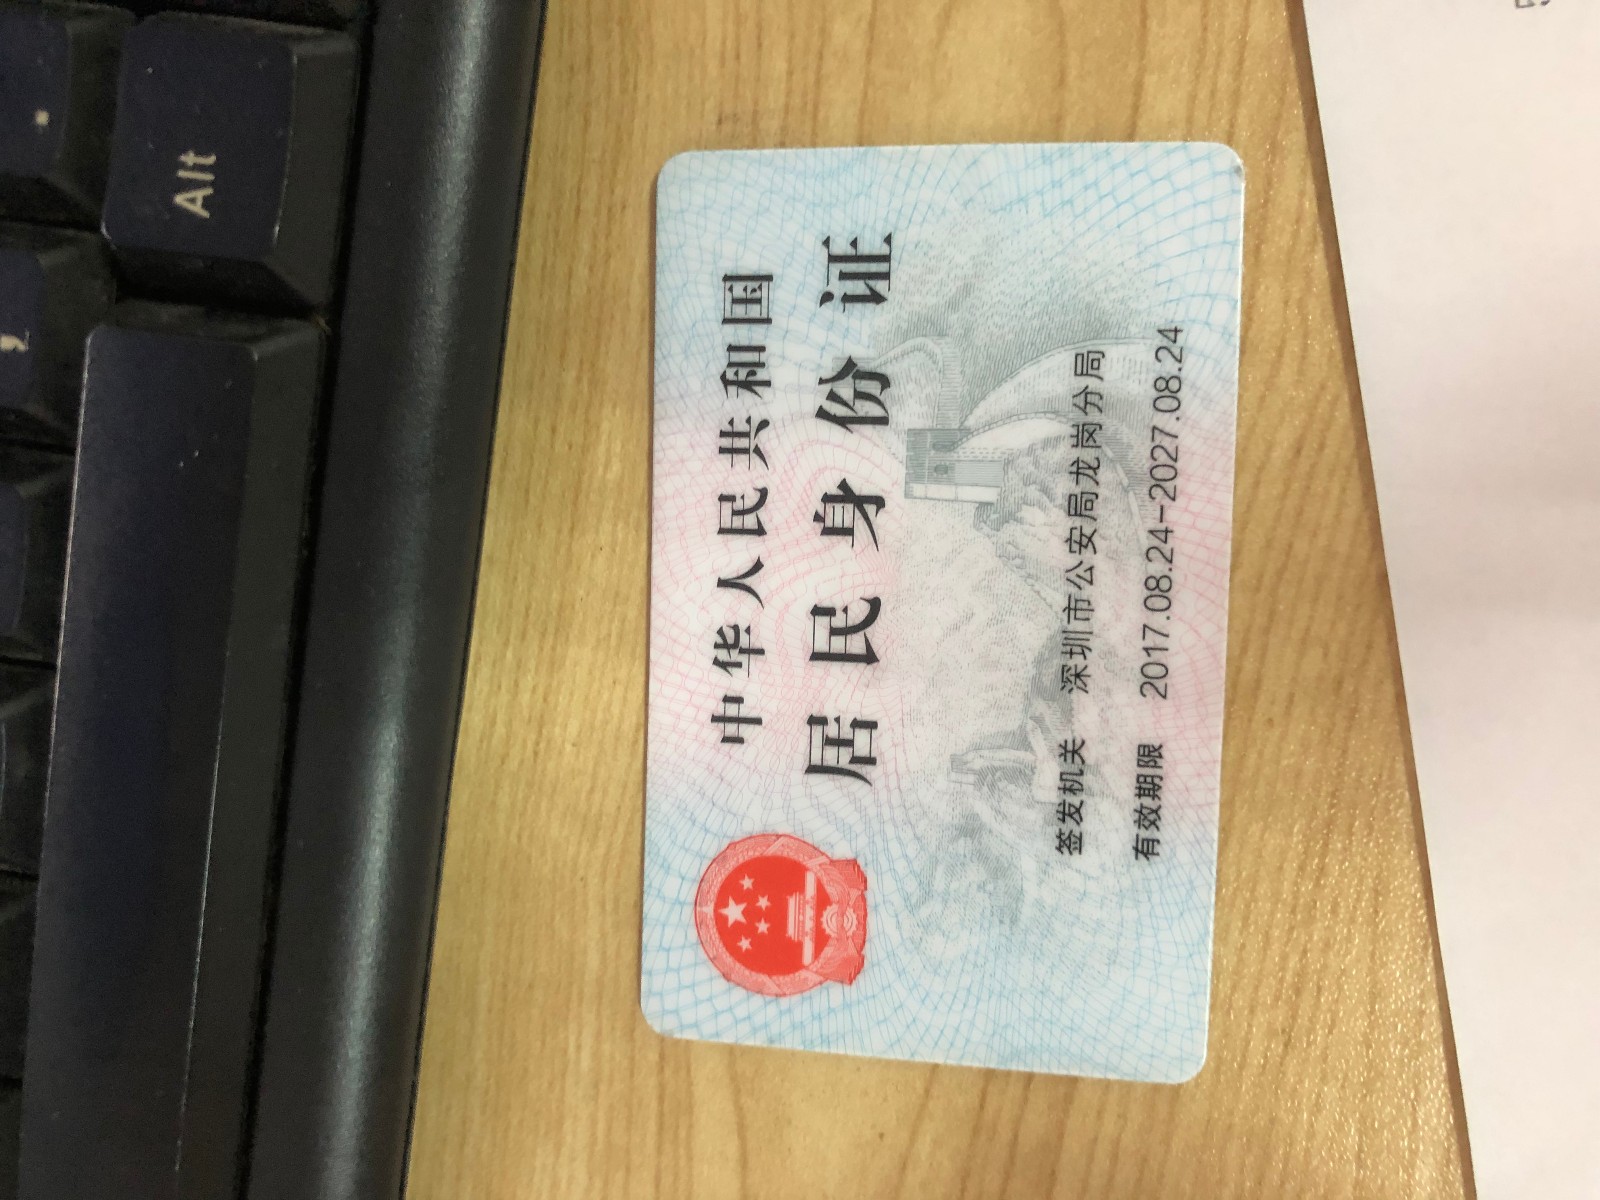 中华人民共和国
居民身份证
签发机关 深圳市公安局龙岗分局
有效期限 2017.08.24-2027.08.24
Alt
.
,